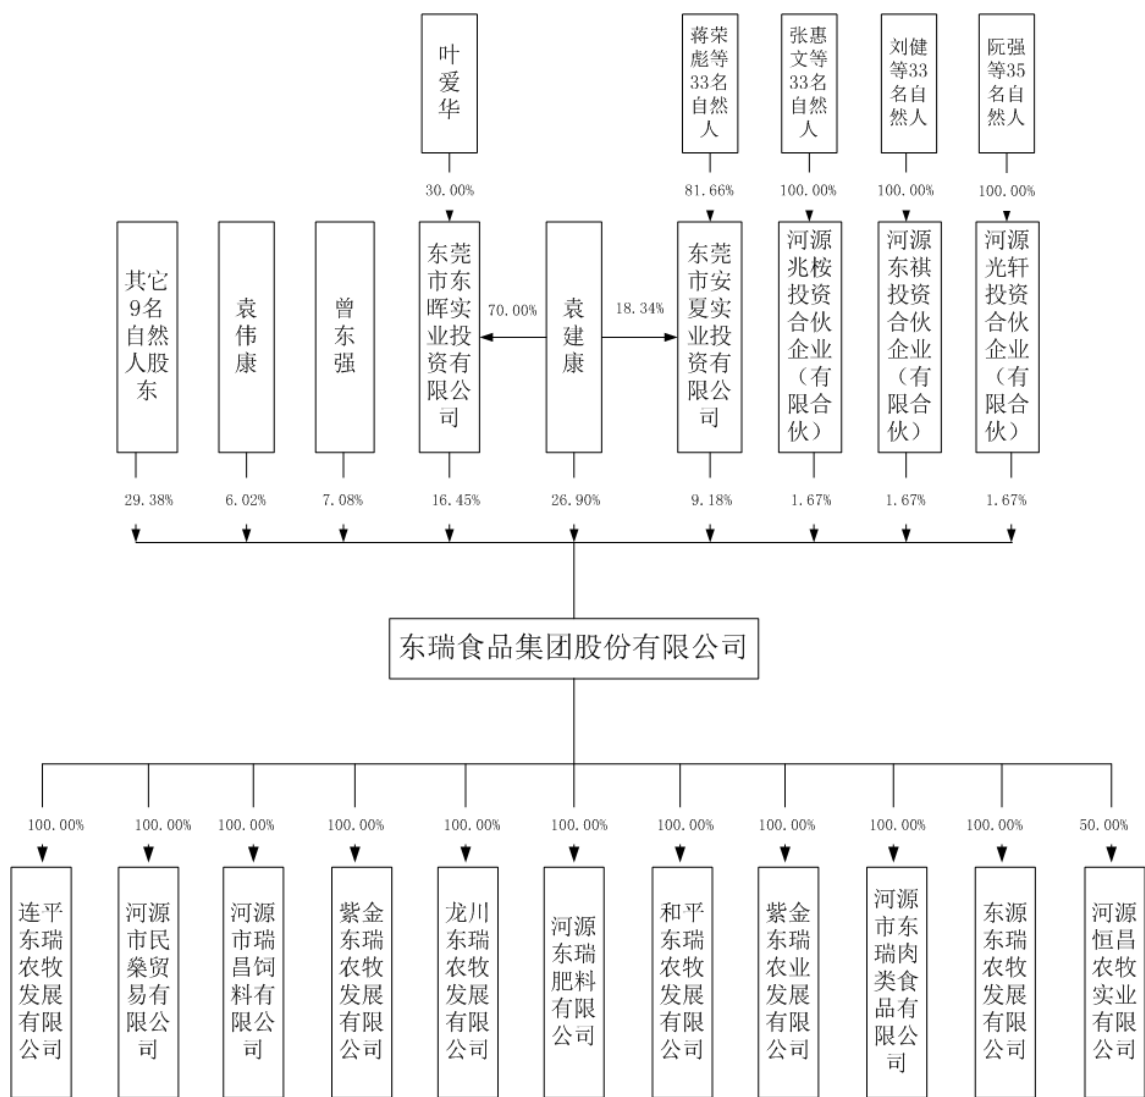 叶
爱
华
蒋荣
彪等
33名
自然
人
张惠
文等
33名
自然
人
刘健
等33
名自
然人
阮强
等35
名自
然人
30.00%
81.66%
100.00%
100.00%
100.00%
其它
9名
自然
人股
东
袁
伟
康
曾
东
强
东莞
市东
晖实
业投
资有
限公
司
70.00%
袁
建
康
18.34%
东莞
市安
夏实
业投
资有
限公
司
河源
兆桉
投资
合伙
企业
（有
限合
伙）
河源
东祺
投资
合伙
企业
（有
限合
伙）
河源
光轩
投资
合伙
企业
（有
限合
伙）
29.38%
6.02%
7.08%
16.45%
26.90%
9.18%
1.67%
1.67%
1.67%
东瑞食品集团股份有限公司
100.00%
100.00%
100.00%
100.00%
100.00%
100.00%
100.00%
100.00%
100.00%
100.00%
50.00%
连平
东瑞
农牧
发展
有限
公司
河源
市民
燊贸
易有
限公
司
河源
市瑞
昌饲
料有
限公
司
紫金
东瑞
农牧
发展
有限
公司
龙川
东瑞
农牧
发展
有限
公司
河源
东瑞
肥料
有限
公司
和平
东瑞
农牧
发展
有限
公司
紫金
东瑞
农业
发展
有限
公司
河源
市东
瑞肉
类食
品有
限公
司
东源
东瑞
农牧
发展
有限
公司
河源
恒昌
农牧
实业
有限
公司